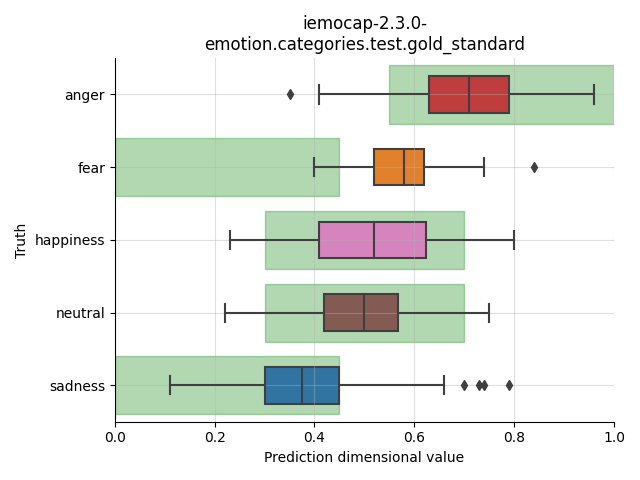 iemocap-2.3.0-
emotion.categories.test.gold_standard
anger
fear
happiness
neutral
sadness
Truth
0.0 0.2 0.4 0.6 0.8 1.0
Prediction dimensional value